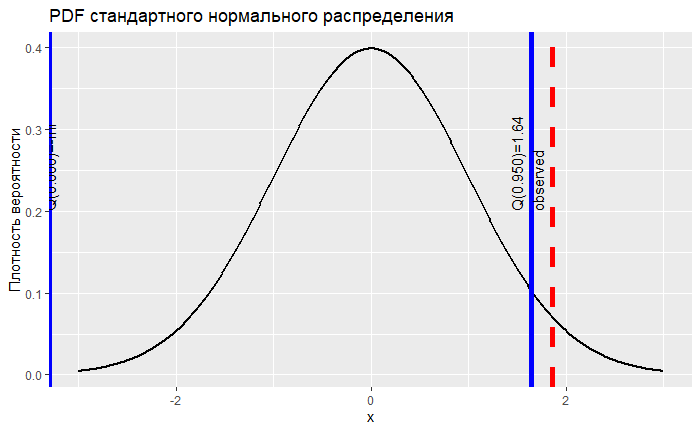 PDF стандартного нормального распределения
Плотность вероятности
0.4
0.3
0.2
0.1
0.0
Q(0.950)=1.64
observed
-2
0
2
x